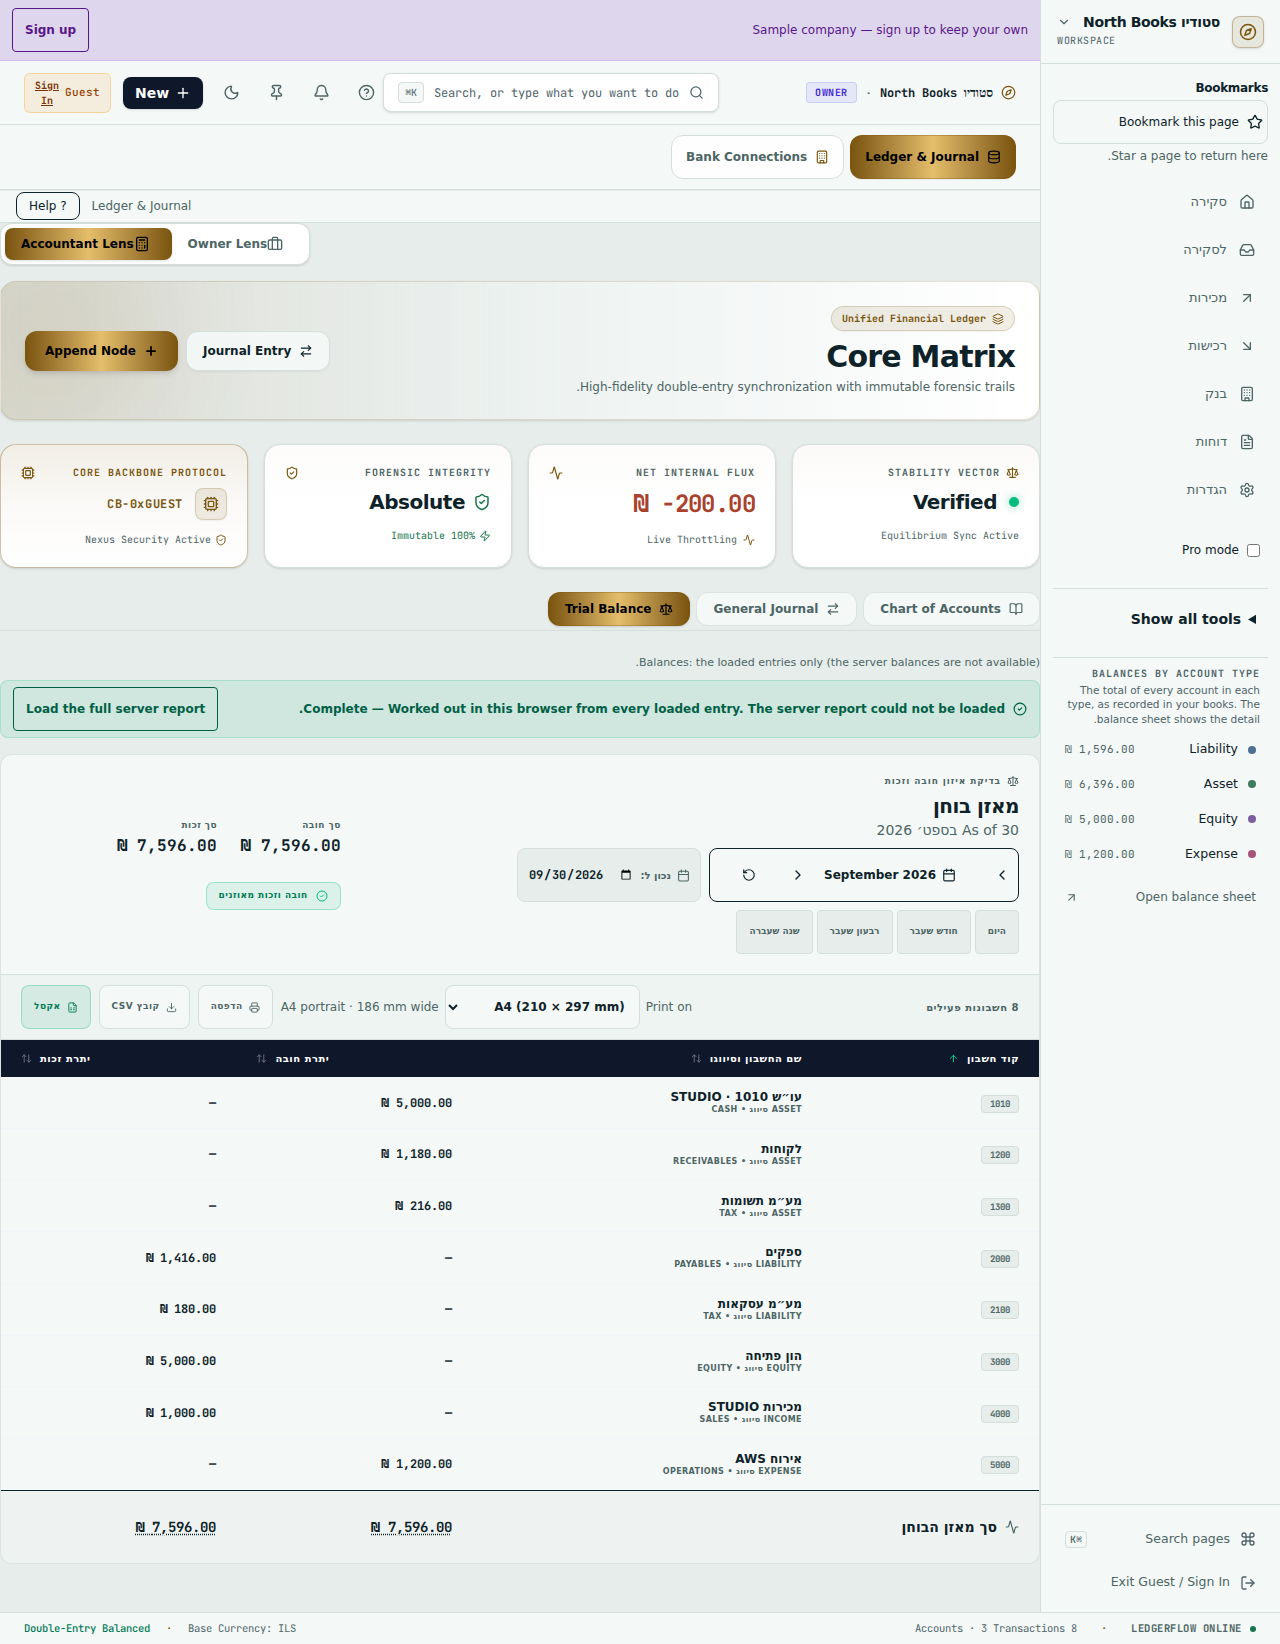 Sample company — sign up to keep your own
Sign up
סטודיו North Books
WORKSPACE
סטודיו North Books · OWNER
Search, or type what you want to do ⌘K
New
Guest
Sign In
Bookmarks
Bookmark this page
Star a page to return here.
סקירה
לסקירה
מכירות
רכישות
בנק
דוחות
הגדרות
Pro mode
Show all tools
BALANCES BY ACCOUNT TYPE
The total of every account in each
type, as recorded in your books. The
balance sheet shows the detail.
Liability ₪ 1,596.00
Asset ₪ 6,396.00
Equity ₪ 5,000.00
Expense ₪ 1,200.00
Open balance sheet
Search pages K⌘
Exit Guest / Sign In
Ledger & Journal
Bank Connections
Ledger & Journal
Help ?
Owner Lens
Accountant Lens
Unified Financial Ledger
Core Matrix
High-fidelity double-entry synchronization with immutable forensic trails.
Journal Entry
Append Node
STABILITY VECTOR
Verified
Equilibrium Sync Active
NET INTERNAL FLUX
₪ -200.00
Live Throttling
FORENSIC INTEGRITY
Absolute
Immutable 100%
CORE BACKBONE PROTOCOL
CB-0xGUEST
Nexus Security Active
Chart of Accounts
General Journal
Trial Balance
Balances: the loaded entries only (the server balances are not available).
Complete — Worked out in this browser from every loaded entry. The server report could not be loaded.
Load the full server report
בדיקת איזון חובה וזכות
מאזן בוחן
As of 30 בספט׳ 2026
September 2026
נכון ל: 09/30/2026
היום
חודש שעבר
רבעון שעבר
שנה שעברה
סך חובה
₪ 7,596.00
סך זכות
₪ 7,596.00
חובה וזכות מאוזנים
8 חשבונות פעילים
Print on
A4 (210 × 297 mm)
A4 portrait · 186 mm wide
הדפסה
קובץ CSV
אקסל
קוד חשבון שם החשבון וסיווגו יתרת חובה יתרת זכות
1010 עו״ש STUDIO · 1010 ₪ 5,000.00 —
ASSET סיווג • CASH
1200 לקוחות ₪ 1,180.00 —
ASSET סיווג • RECEIVABLES
1300 מע״מ תשומות ₪ 216.00 —
ASSET סיווג • TAX
2000 ספקים — ₪ 1,416.00
LIABILITY סיווג • PAYABLES
2100 מע״מ עסקאות — ₪ 180.00
LIABILITY סיווג • TAX
3000 הון פתיחה — ₪ 5,000.00
EQUITY סיווג • EQUITY
4000 מכירות STUDIO — ₪ 1,000.00
INCOME סיווג • SALES
5000 אירוח AWS ₪ 1,200.00 —
EXPENSE סיווג • OPERATIONS
סך מאזן הבוחן ₪ 7,596.00 ₪ 7,596.00
LEDGERFLOW ONLINE · Accounts · 3 Transactions 8
Base Currency: ILS · Double-Entry Balanced